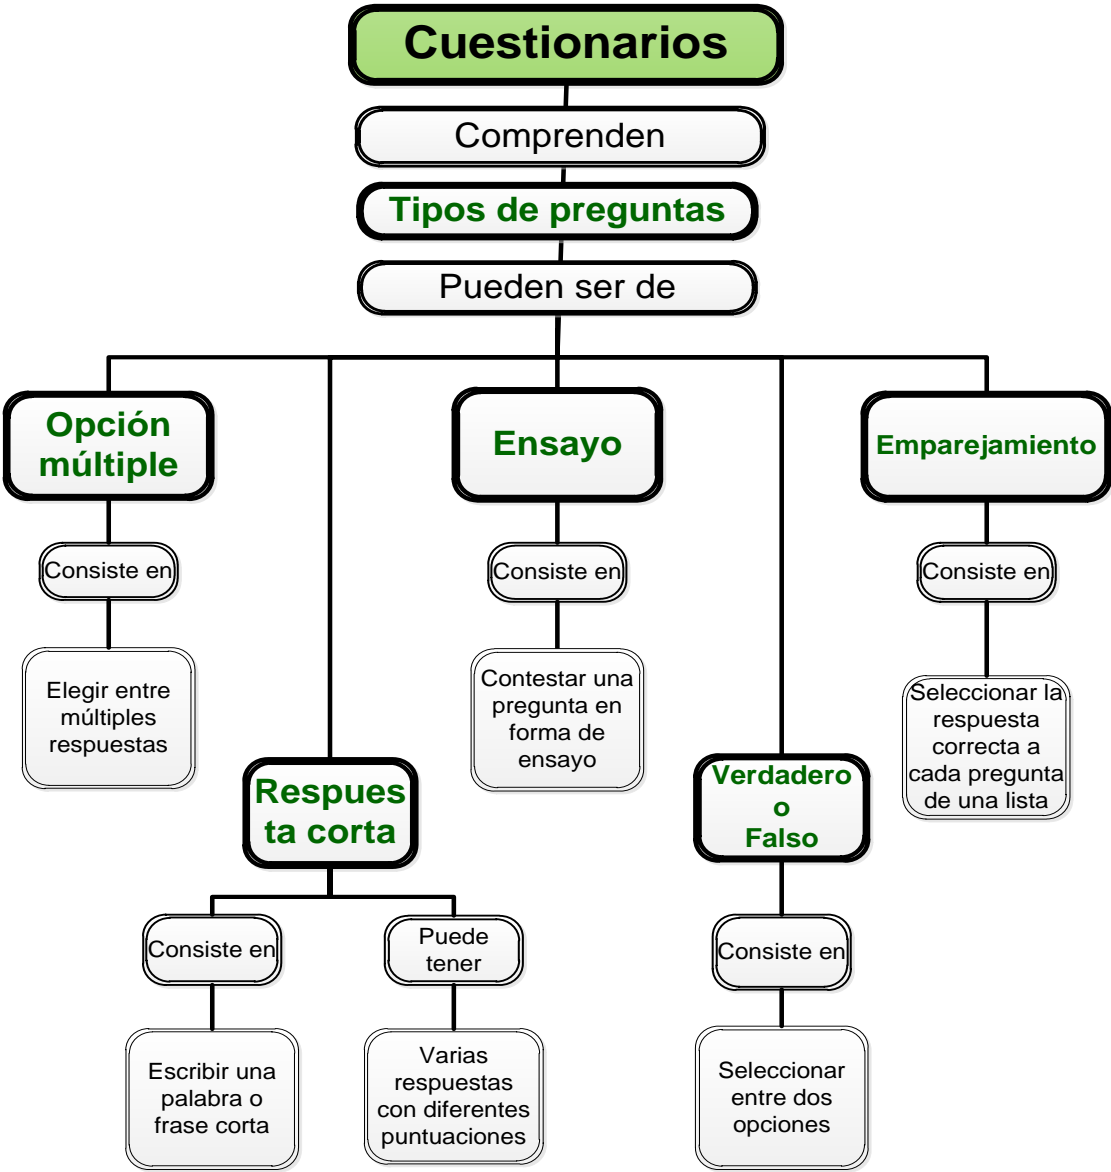 Cuestionarios
Comprenden
Tipos de preguntas
Pueden ser de
Opción
múltiple
Ensayo
Emparejamiento
Consiste en
Consiste en
Consiste en
Elegir entre
múltiples
respuestas
Contestar una
pregunta en
forma de
ensayo
Seleccionar la
respuesta
correcta a
cada pregunta
de una lista
Respues
ta corta
Verdadero
o
Falso
Consiste en
Puede
tener
Consiste en
Escribir una
palabra o
frase corta
Varias
respuestas
con diferentes
puntuaciones
Seleccionar
entre dos
opciones